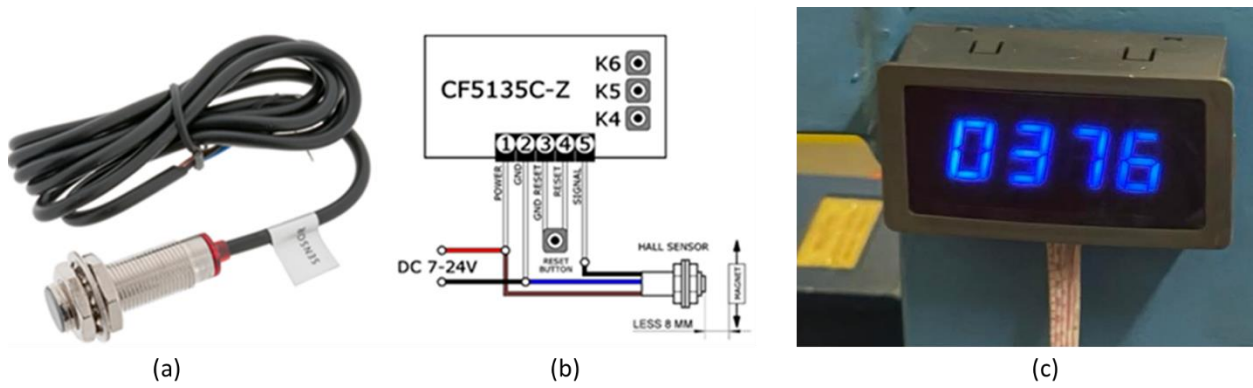 SENSOR
K6
K5
K4
CF5135C-Z
1 2 3 4 5
POWER
GND
GND RESET
RESET
SIGNAL
HALL SENSOR
RESET
BUTTON
DC 7-24V
MAGNET
LESS 8 MM
0376
(a)
(b)
(c)